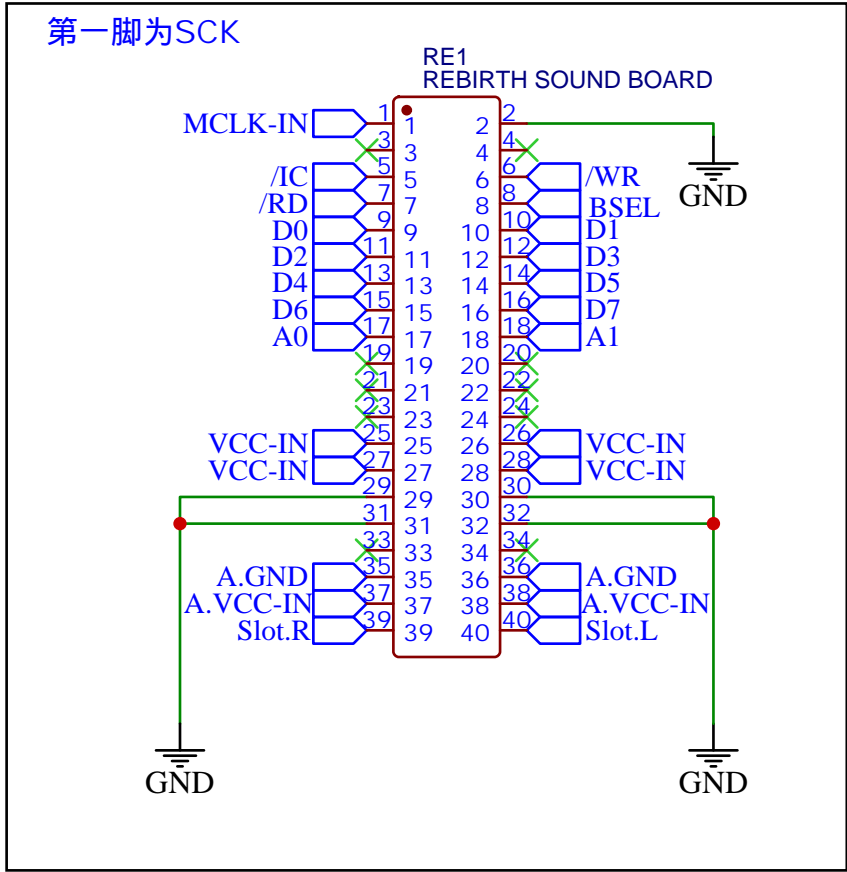 第一脚为SCK
RE1
REBIRTH SOUND BOARD
MCLK-IN 1 1 2 2
3 3 4 4
/IC 5 5 6 6 /WR
GND
/RD 7 7 8 8 BSEL
D0 9 9 10 10 D1
D2 11 11 12 12 D3
D4 13 13 14 14 D5
D6 15 15 16 16 D7
A0 17 17 18 18 A1
19 19 20 20
21 21 22 22
23 23 24 24
VCC-IN 25 25 26 26 VCC-IN
VCC-IN 27 27 28 28 VCC-IN
29 29 30 30
31 31 32 32
33 33 34 34
A.GND 35 35 36 36 A.GND
A.VCC-IN 37 37 38 38 A.VCC-IN
Slot.R 39 39 40 40 Slot.L
GND GND